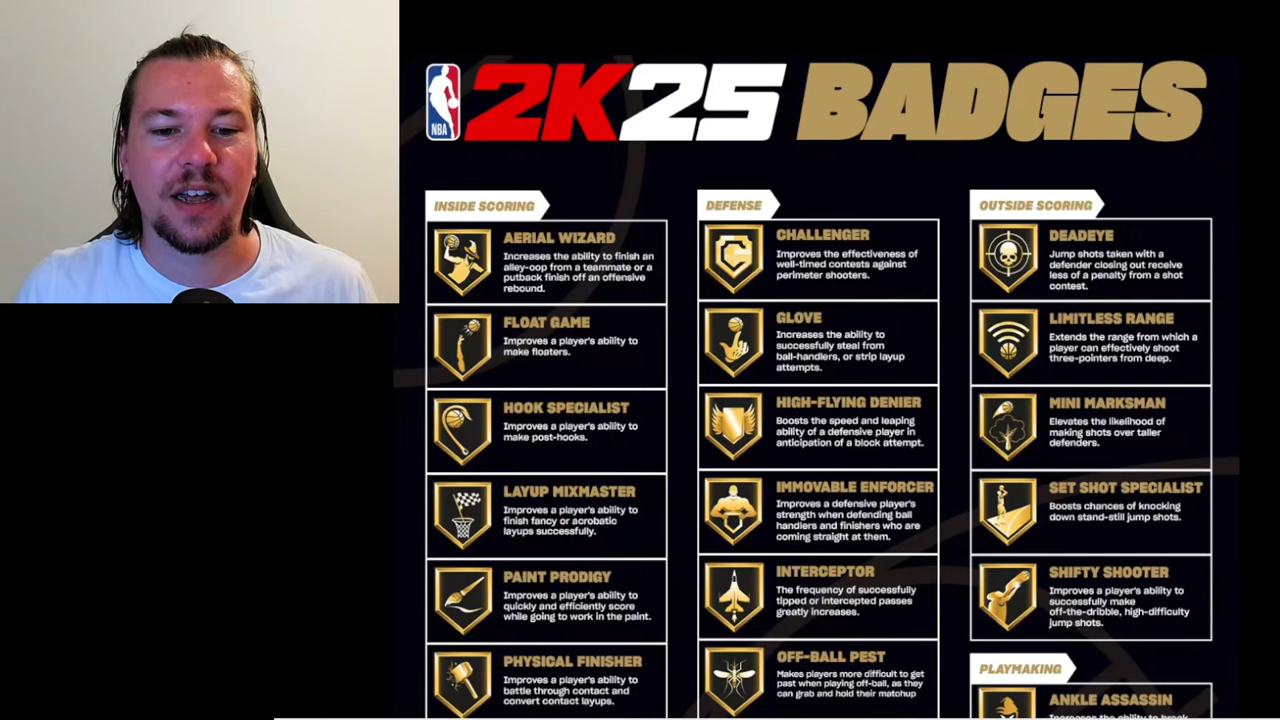 NBA
2K25 BADGES
INSIDE SCORING
AERIAL WIZARD
Increases the ability to finish an
alley-oop from a teammate or a
putback finish off an offensive
rebound.
FLOAT GAME
Improves a player's ability to
make floaters.
HOOK SPECIALIST
Improves a player's ability to
make post-hooks.
LAYUP MIXMASTER
Improves a player's ability to
finish fancy or acrobatic
layups successfully.
PAINT PRODIGY
Improves a player's ability to
quickly and efficiently score
while going to work in the paint.
PHYSICAL FINISHER
Improves a player's ability to
battle through contact and
convert contact layups.
DEFENSE
CHALLENGER
Improves the effectiveness of
well-timed contests against
perimeter shooters.
GLOVE
Increases the ability to
successfully steal from
ball-handlers, or strip layup
attempts.
HIGH-FLYING DENIER
Boosts the speed and leaping
ability of a defensive player in
anticipation of a block attempt.
IMMOVABLE ENFORCER
Improves a defensive player's
strength when defending ball
handlers and finishers who are
coming straight at them.
INTERCEPTOR
The frequency of successfully
tipped or intercepted passes
greatly increases.
OFF-BALL PEST
Makes players more difficult to get
past when playing off-ball, as they
can grab and hold their matchup
OUTSIDE SCORING
DEADEYE
Jump shots taken with a
defender closing out receive
less of a penalty from a shot
contest.
LIMITLESS RANGE
Extends the range from which a
player can effectively shoot
three-pointers from deep.
MINI MARKSMAN
Elevates the likelihood of
making shots over taller
defenders.
SET SHOT SPECIALIST
Boosts chances of knocking
down stand-still jump shots.
SHIFTY SHOOTER
Improves a player's ability to
successfully make
off-the-dribble, high-difficulty
jump shots.
PLAYMAKING
ANKLE ASSASSIN